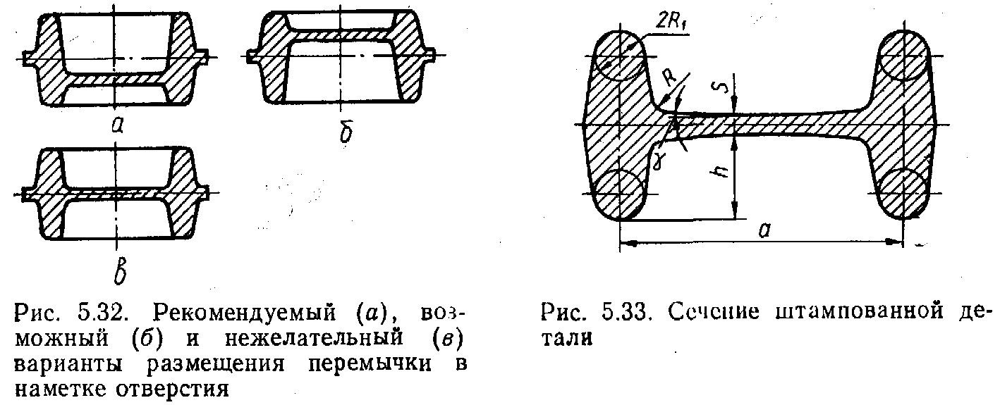 а
б
в
Рис. 5.32. Рекомендуемый (а), воз-
можный (б) и нежелательный (в)
варианты размещения перемычки в
наметке отверстия
2R₁
R
S
γ
h
a
Рис. 5.33. Сечение штампованной де-
тали